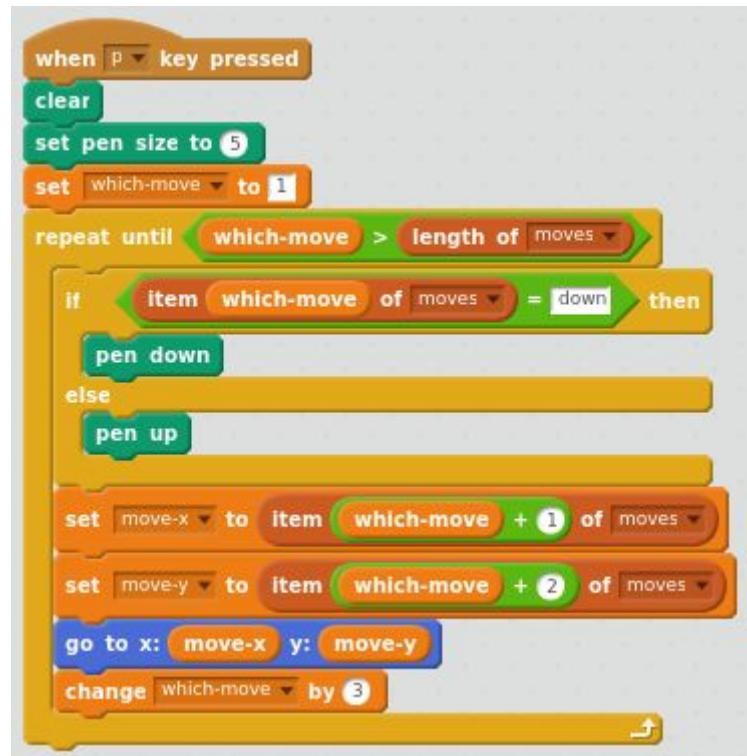 when p key pressed
clear
set pen size to 5
set which-move to 1
repeat until which-move > length of moves
if item which-move of moves = down then
pen down
else
pen up
set move-x to item which-move + 1 of moves
set move-y to item which-move + 2 of moves
go to x: move-x y: move-y
change which-move by 3